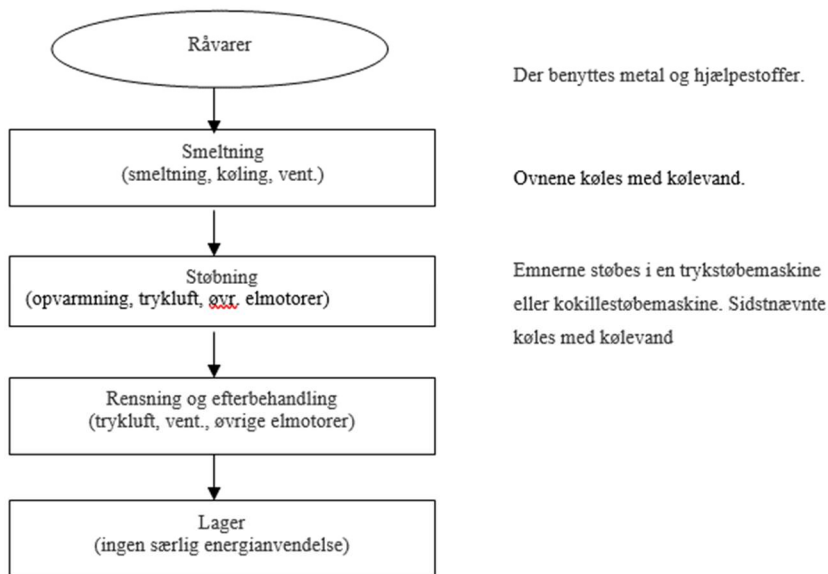 Råvarer
Der benyttes metal og hjælpestoffer.
Smeltning
(smeltning, køling, vent.)
Ovnene køles med kølevand.
Støbning
(opvarmning, trykluft, øvr. elmotorer)
Emnerne støbes i en trykstøbemaskine
eller kokillestøbemaskine. Sidstnævnte
køles med kølevand
Rensning og efterbehandling
(trykluft, vent., øvrige elmotorer)
Lager
(ingen særlig energianvendelse)